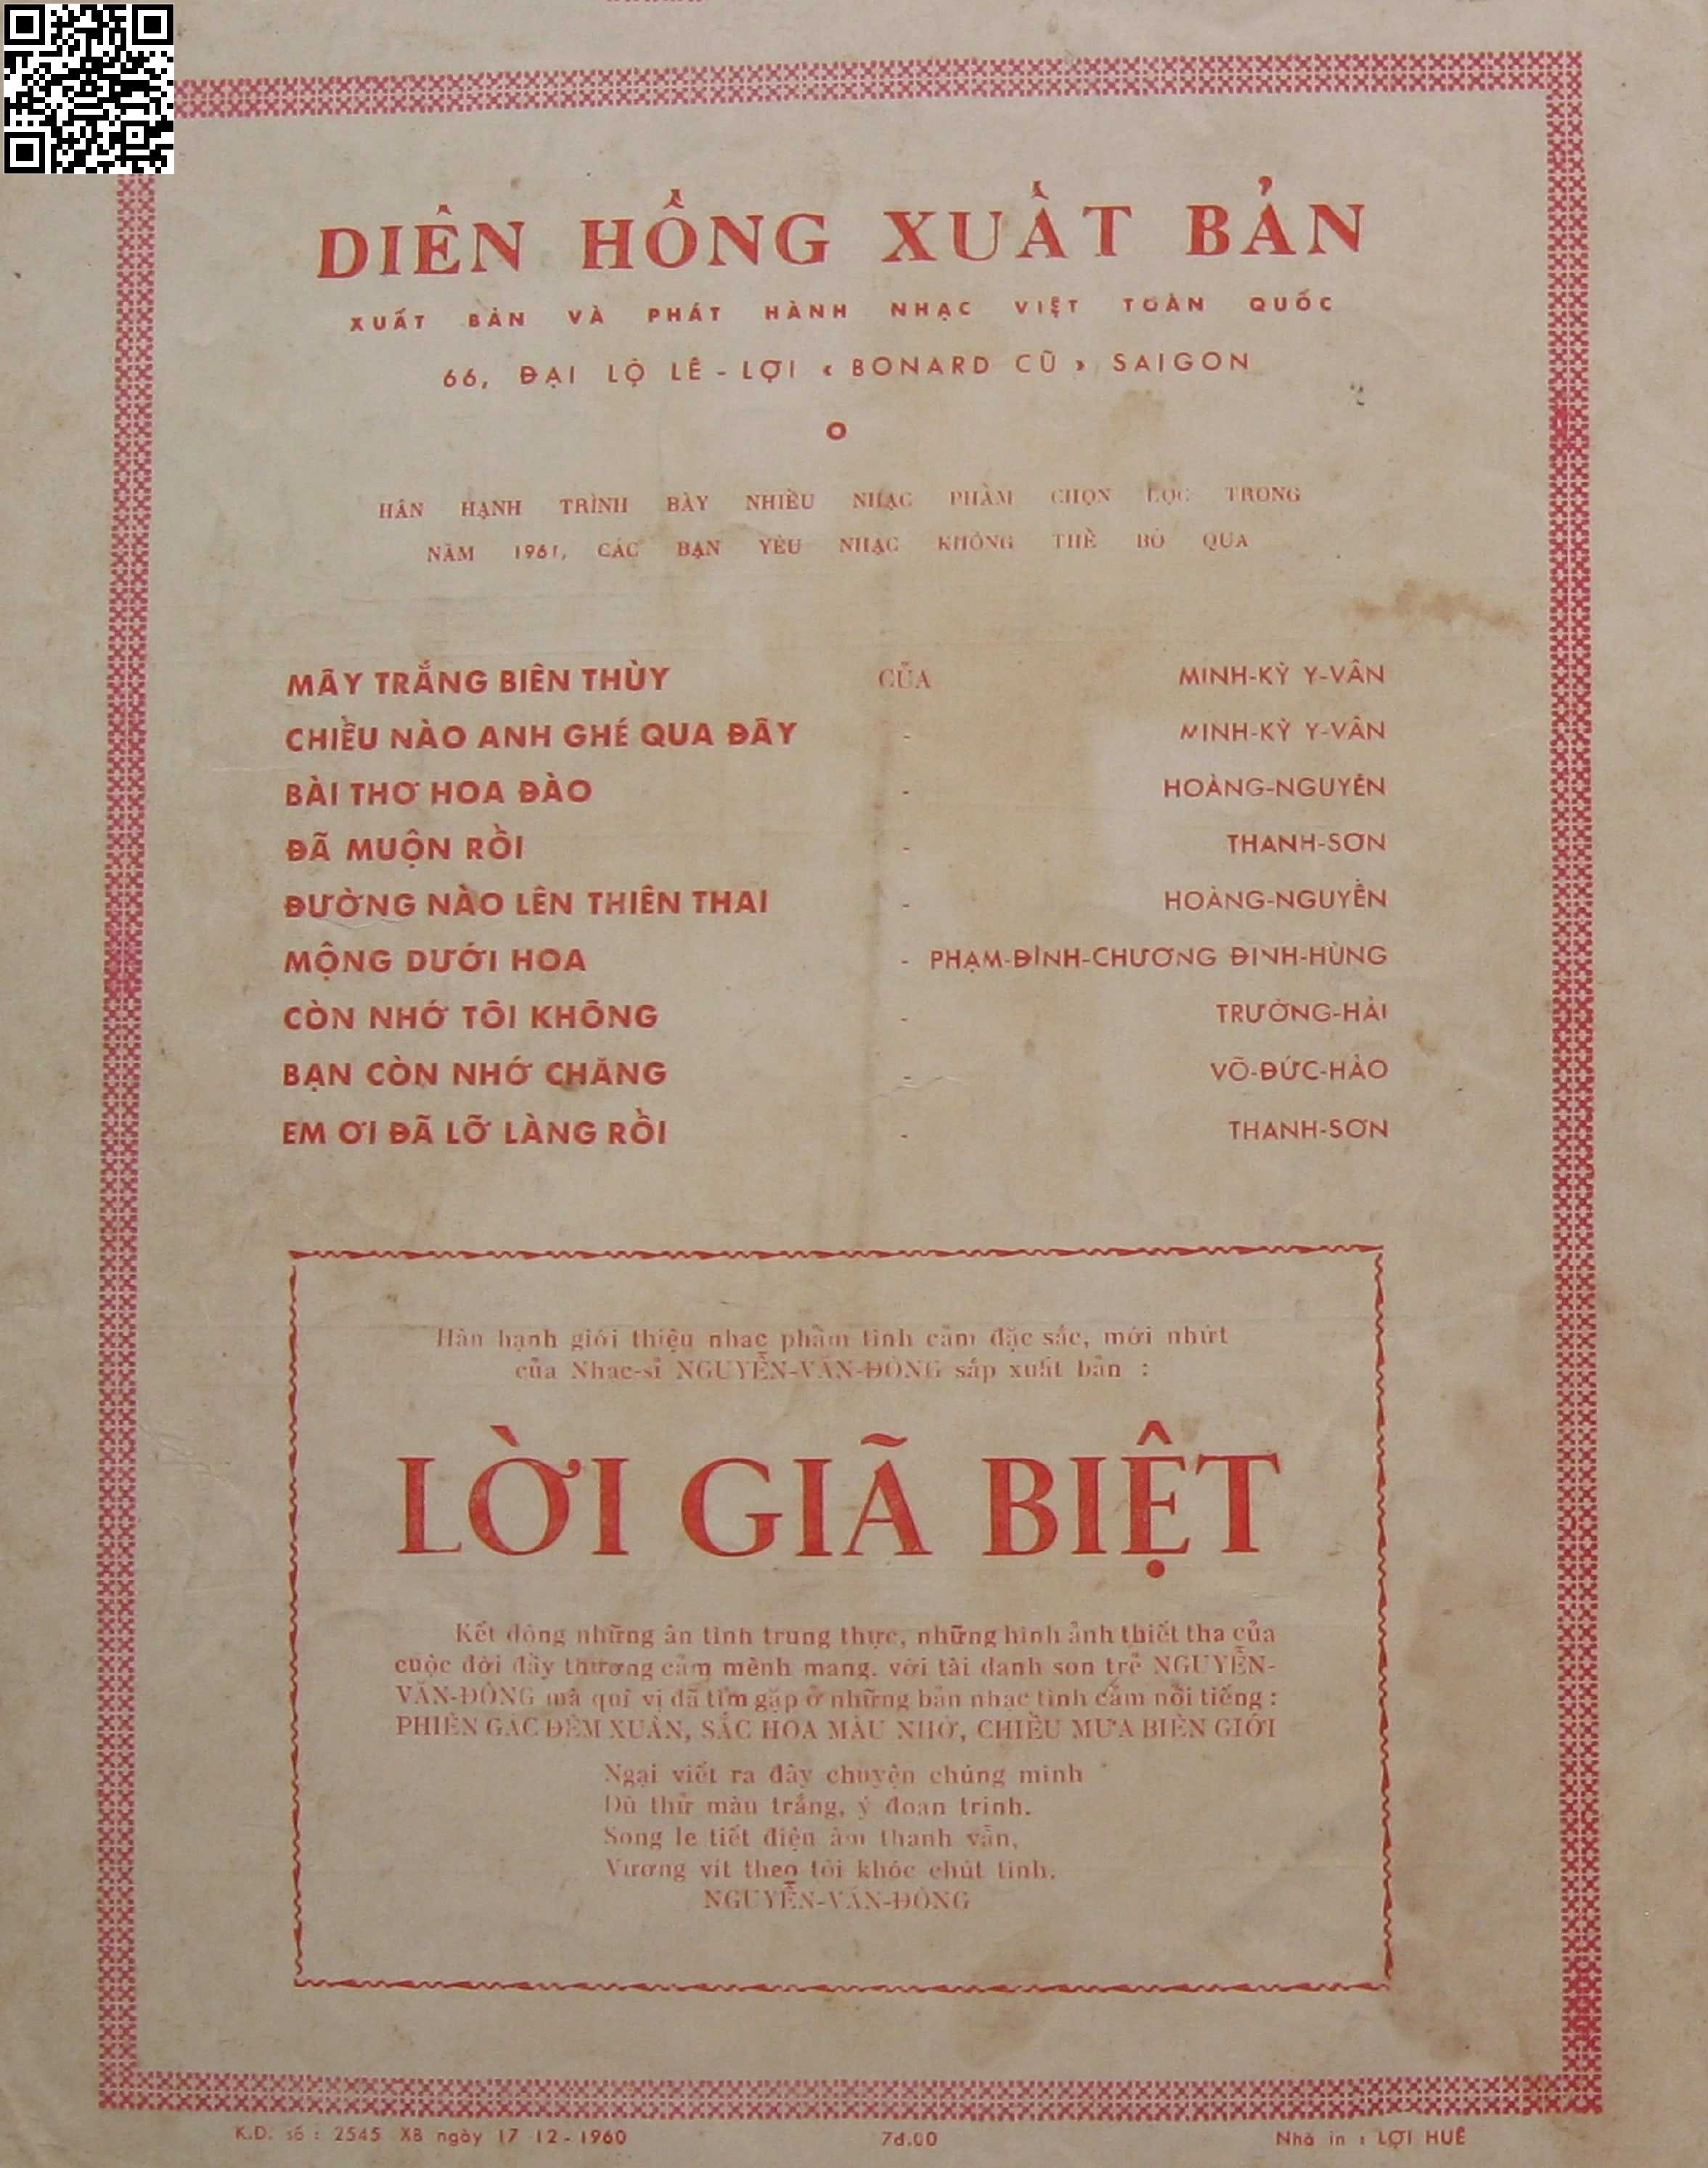 DIÊN HỒNG XUẤT BẢN
XUẤT BẢN VÀ PHÁT HÀNH NHẠC VIỆT TOÀN QUỐC
66, ĐẠI LỘ LÊ-LỢI « BONARD CŨ » SAIGON
O
HÂN HẠNH TRÌNH BÀY NHIỀU NHẠC PHẨM CHỌN LỌC TRONG
NĂM 1961, CÁC BẠN YÊU NHẠC KHÔNG THỂ BỎ QUA
MÂY TRẮNG BIÊN THÙY CỦA MINH-KỲ Y-VÂN
CHIỀU NÀO ANH GHÉ QUA ĐÂY - MINH-KỲ Y-VÂN
BÀI THƠ HOA ĐÀO - HOÀNG-NGUYÊN
ĐÃ MUỘN RỒI - THANH-SƠN
ĐƯỜNG NÀO LÊN THIÊN THAI - HOÀNG-NGUYÊN
MỘNG DƯỚI HOA - PHẠM-ĐÌNH-CHƯƠNG ĐINH-HÙNG
CÒN NHỚ TÔI KHÔNG - TRƯỜNG-HẢI
BẠN CÒN NHỚ CHĂNG - VÕ-ĐỨC-HẢO
EM ƠI ĐÃ LỠ LÀNG RỒI - THANH-SƠN
Hân hạnh giới thiệu nhạc phẩm tình cảm đặc sắc, mới nhứt
của Nhac-sĩ NGUYỄN-VĂN-ĐÔNG sắp xuất bản :
LỜI GIÃ BIỆT
Kết động những ân tình trung thực, những hình ảnh thiết tha của
cuộc đời đầy thương cảm mênh mang. với tài danh son trẻ NGUYỄN-
VĂN-ĐÔNG mà quí vị đã tìm gặp ở những bản nhạc tình cảm nổi tiếng :
PHIÊN GÁC ĐÊM XUÂN, SẮC HOA MÀU NHỚ, CHIỀU MƯA BIÊN GIỚI
Ngại viết ra đây chuyện chúng mình
Dù thử màu trắng, ý đoan trinh.
Song le tiết điệu âm thanh vẫn,
Vương vít theo tôi khóc chút tình.
NGUYỄN-VĂN-ĐÔNG
K.D. số : 2545 XB ngày 17 12-1960 7đ.00 Nhà in : LỢI HUÊ